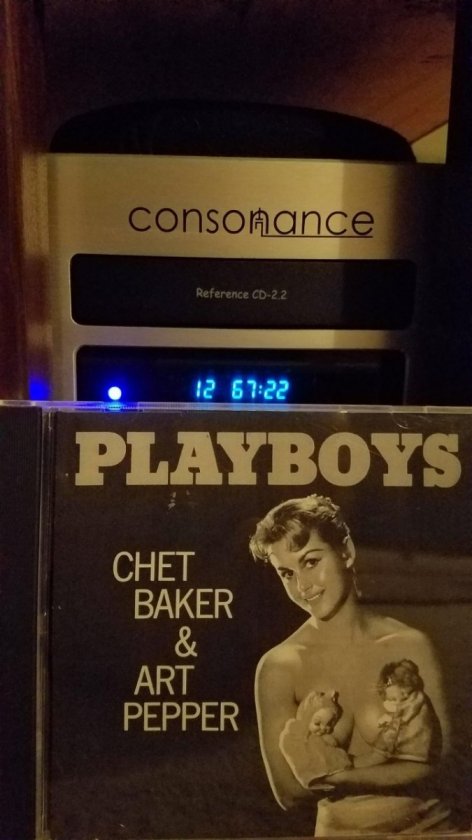 consonance
Reference CD-2.2
12 67:22
PLAYBOYS
CHET
BAKER
&
ART
PEPPER